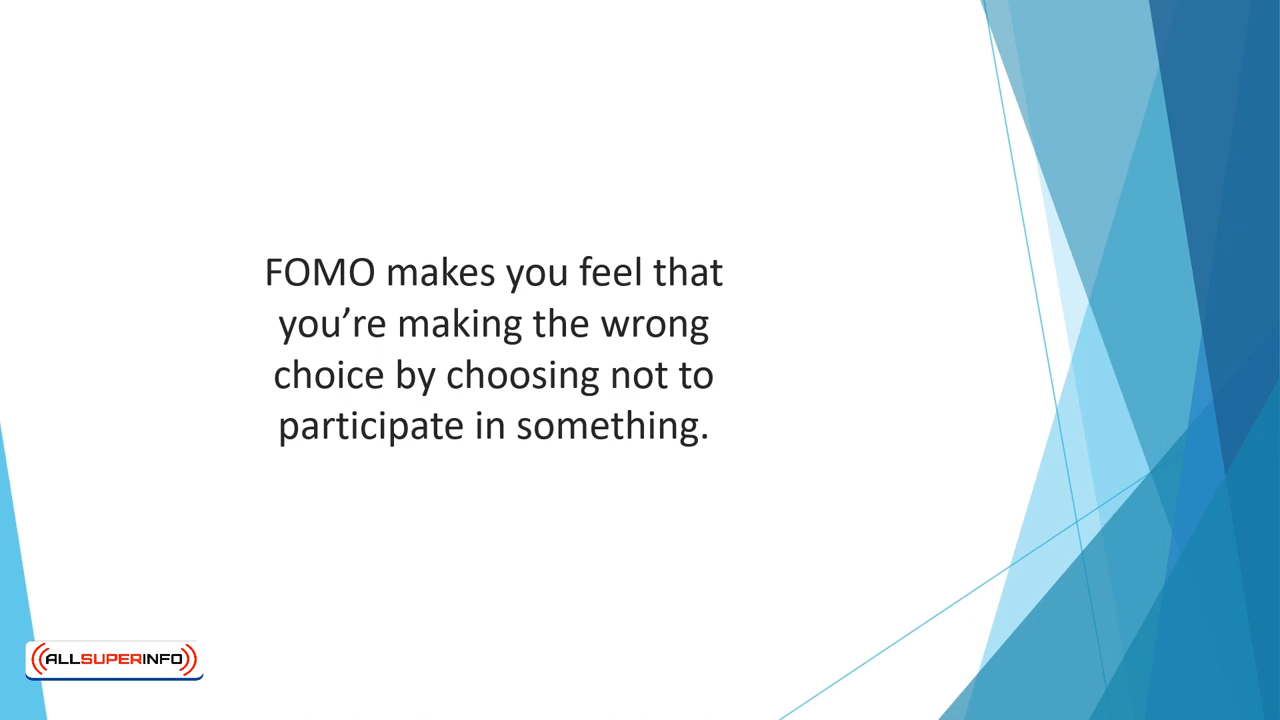 FOMO makes you feel that
you’re making the wrong
choice by choosing not to
participate in something.
ALLSUPERINFO